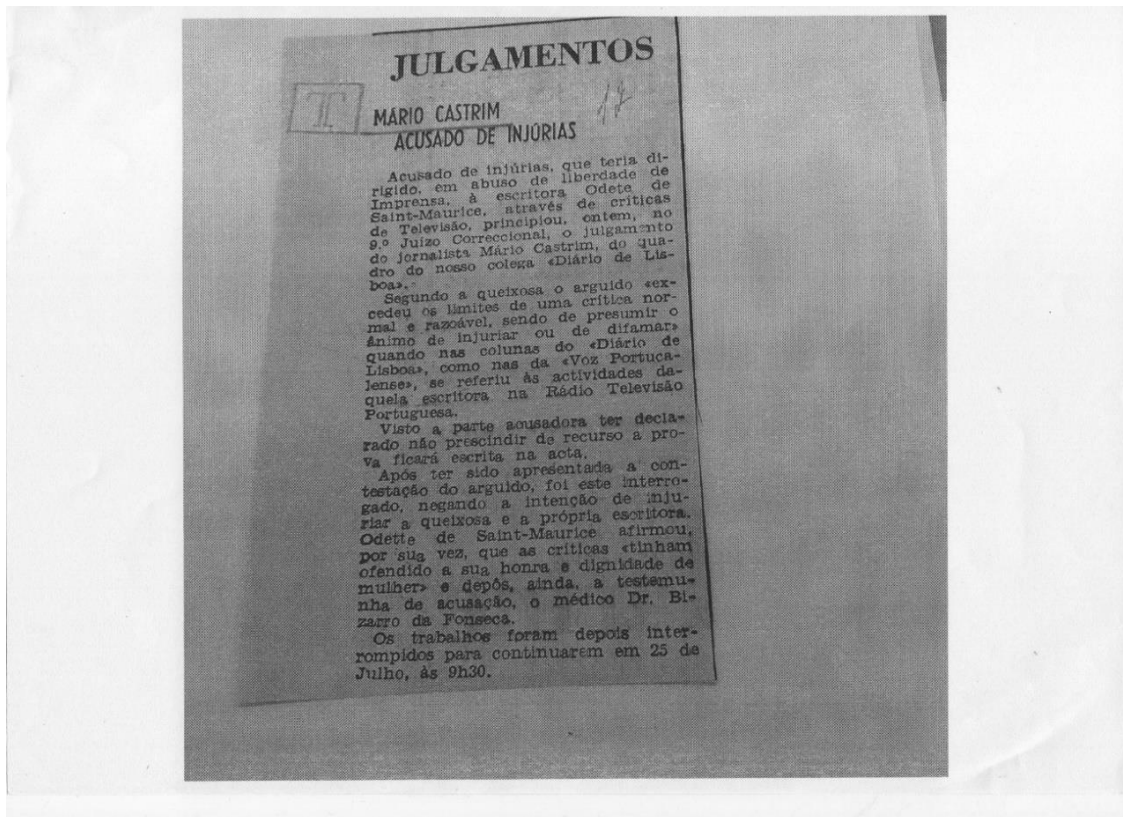 JULGAMENTOS
T
12
MÁRIO CASTRIM
ACUSADO DE INJÚRIAS
Acusado de injúrias, que teria di-
rigido, em abuso de liberdade de
Imprensa, à escritora Odete de
Saint-Maurice, através de críticas
de Televisão, principiou, ontem, no
9.º Juízo Correccional, o julgamento
do jornalista Mário Castrim, do qua-
dro do nosso colega «Diário de Lis-
boa».
Segundo a queixosa o arguido «ex-
cedeu os limites de uma crítica nor-
mal e razoável, sendo de presumir o
ânimo de injuriar ou de difamar»
quando nas colunas do «Diário de
Lisboa», como nas da «Voz Portuca-
lense», se referiu às actividades da-
quela escritora na Rádio Televisão
Portuguesa.
Visto a parte acusadora ter decla-
rado não prescindir de recurso a pro-
va ficará escrita na acta.
Após ter sido apresentada a con-
testação do arguido, foi este interro-
gado, negando a intenção de inju-
riar a queixosa e a própria escritora.
Odette de Saint-Maurice afirmou,
por sua vez, que as críticas «tinham
ofendido a sua honra e dignidade de
mulher» e depôs, ainda, a testemu-
nha de acusação, o médico Dr. Bi-
zarro da Fonseca.
Os trabalhos foram depois inter-
rompidos para continuarem em 25 de
Julho, às 9h30.